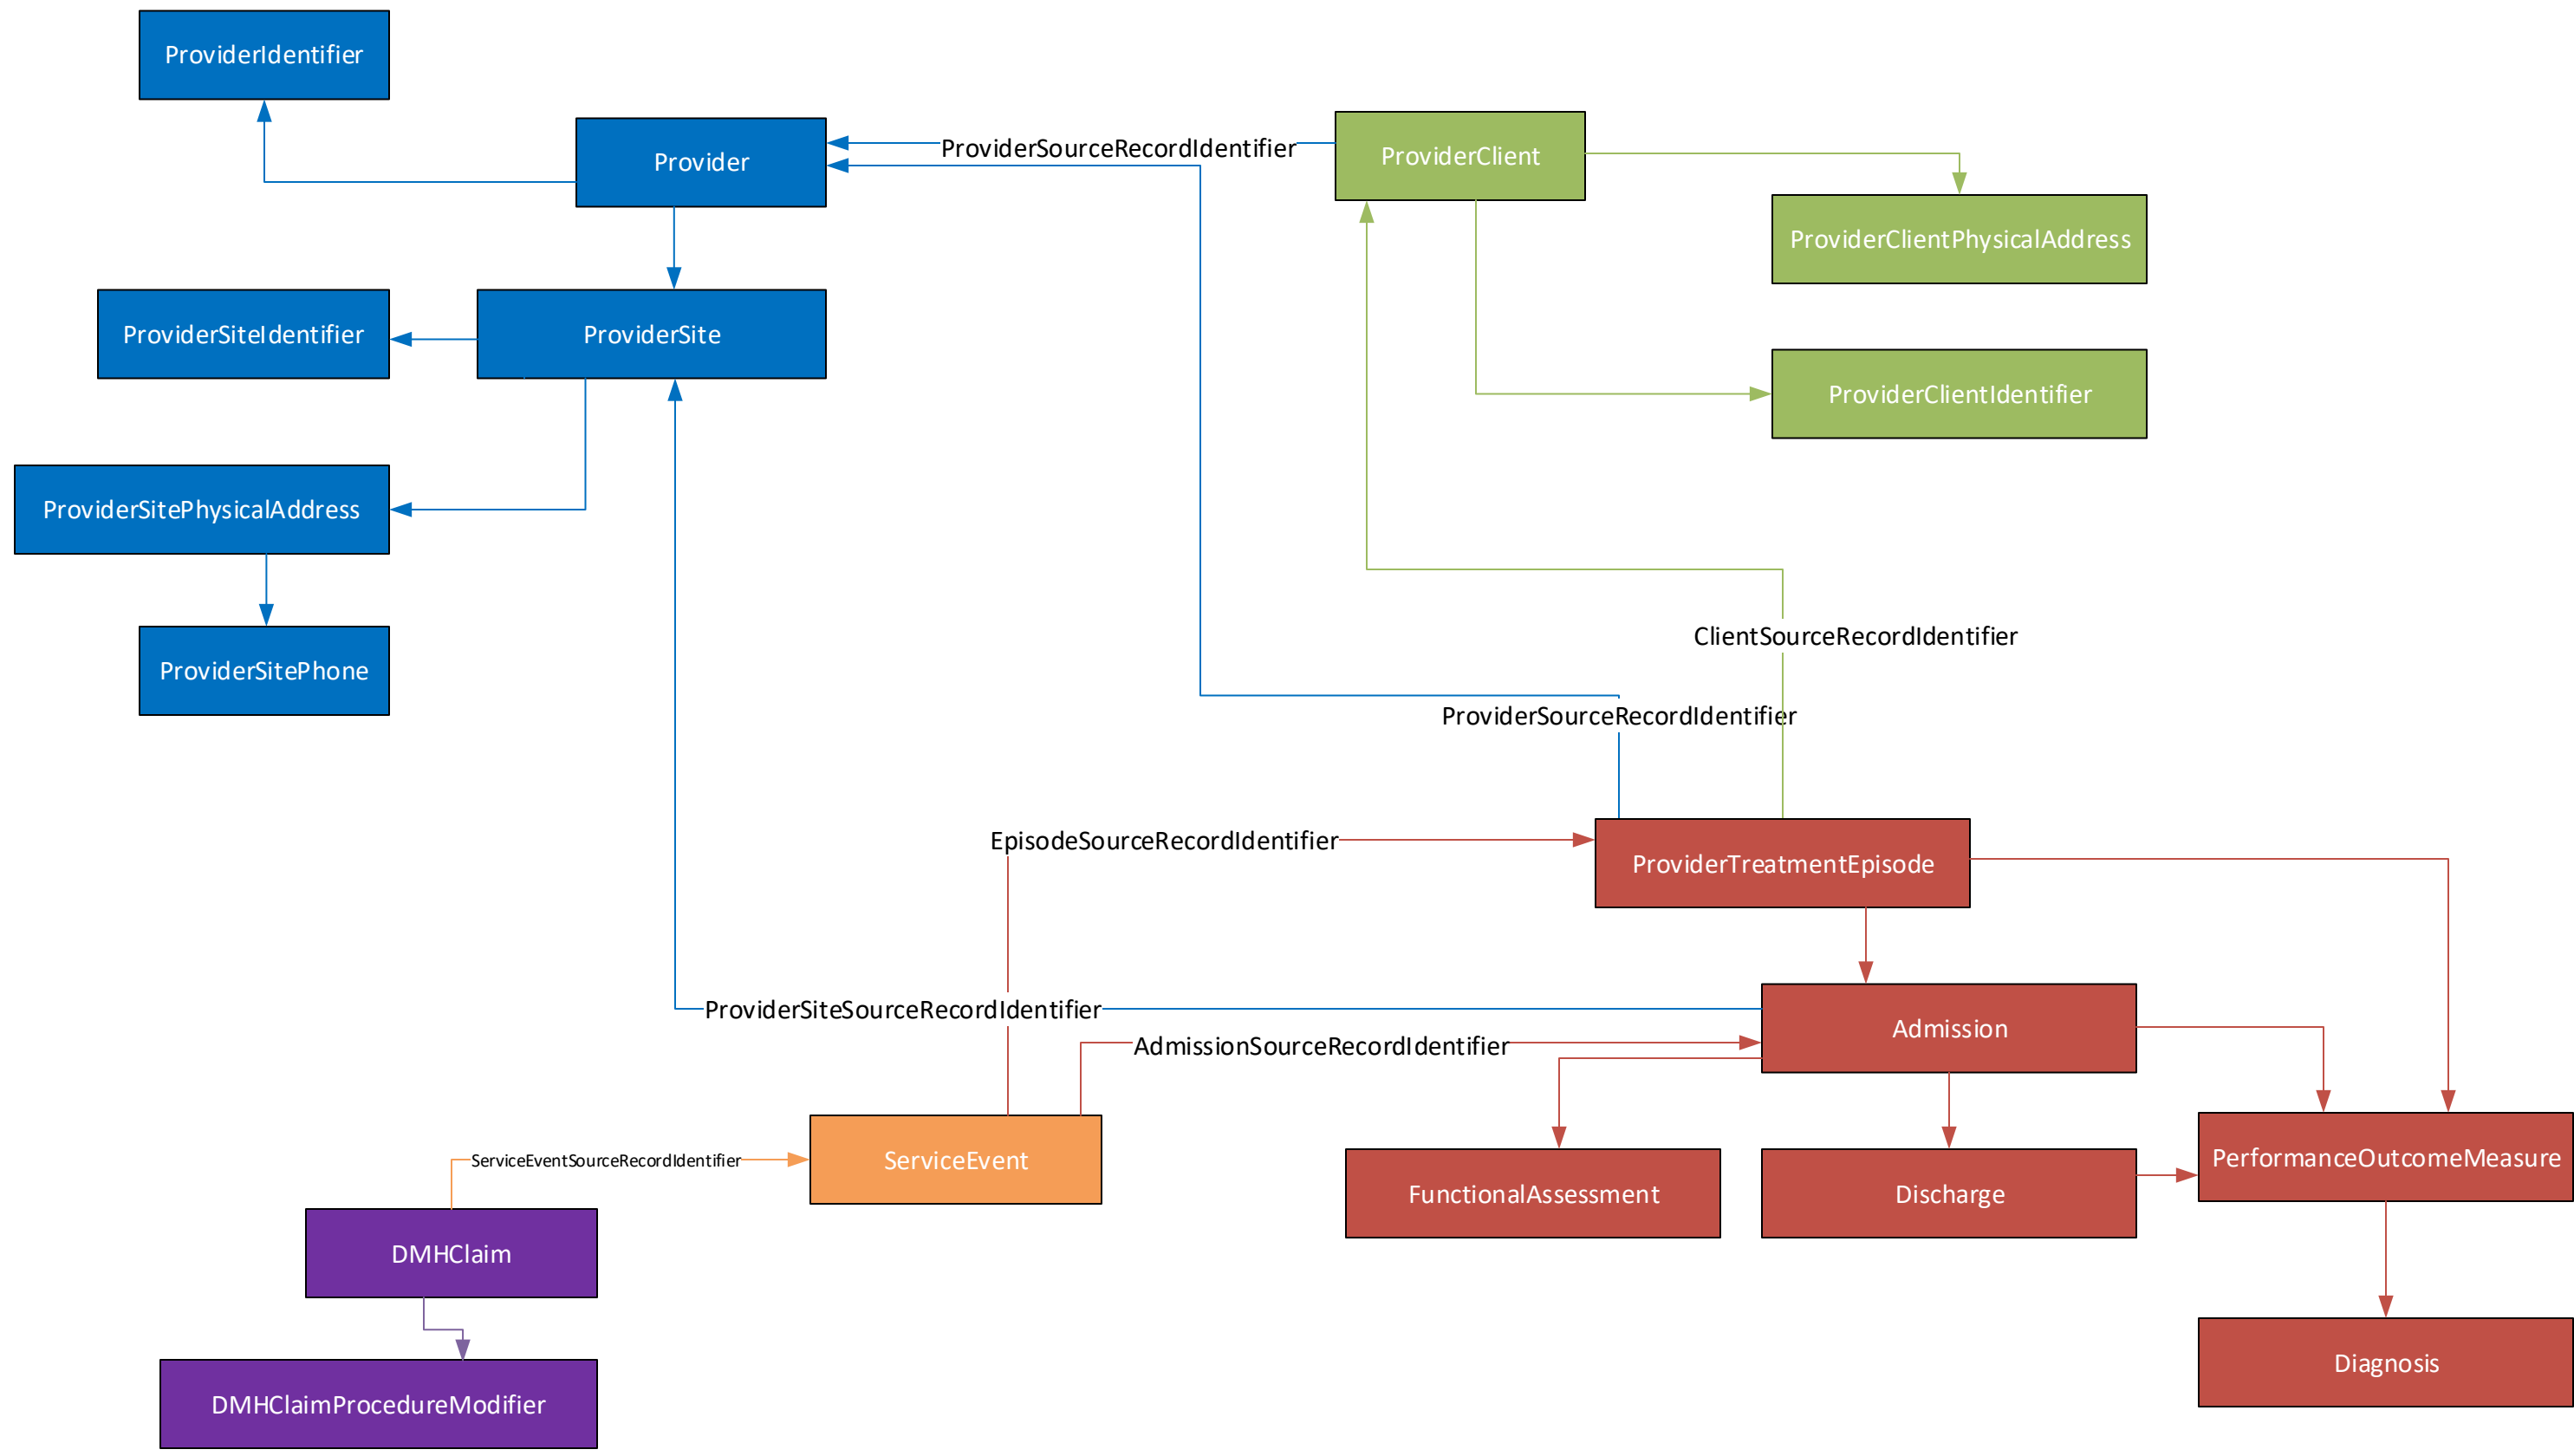 ProviderIdentifier
Provider
ProviderSourceRecordIdentifier
ProviderClient
ProviderClientPhysicalAddress
ProviderSiteIdentifier
ProviderSite
ProviderClientIdentifier
ProviderSitePhysicalAddress
ClientSourceRecordIdentifier
ProviderSitePhone
ProviderSourceRecordIdentifier
EpisodeSourceRecordIdentifier
ProviderTreatmentEpisode
ProviderSiteSourceRecordIdentifier
Admission
AdmissionSourceRecordIdentifier
ServiceEventSourceRecordIdentifier
ServiceEvent
FunctionalAssessment
Discharge
PerformanceOutcomeMeasure
DMHClaim
Diagnosis
DMHClaimProcedureModifier